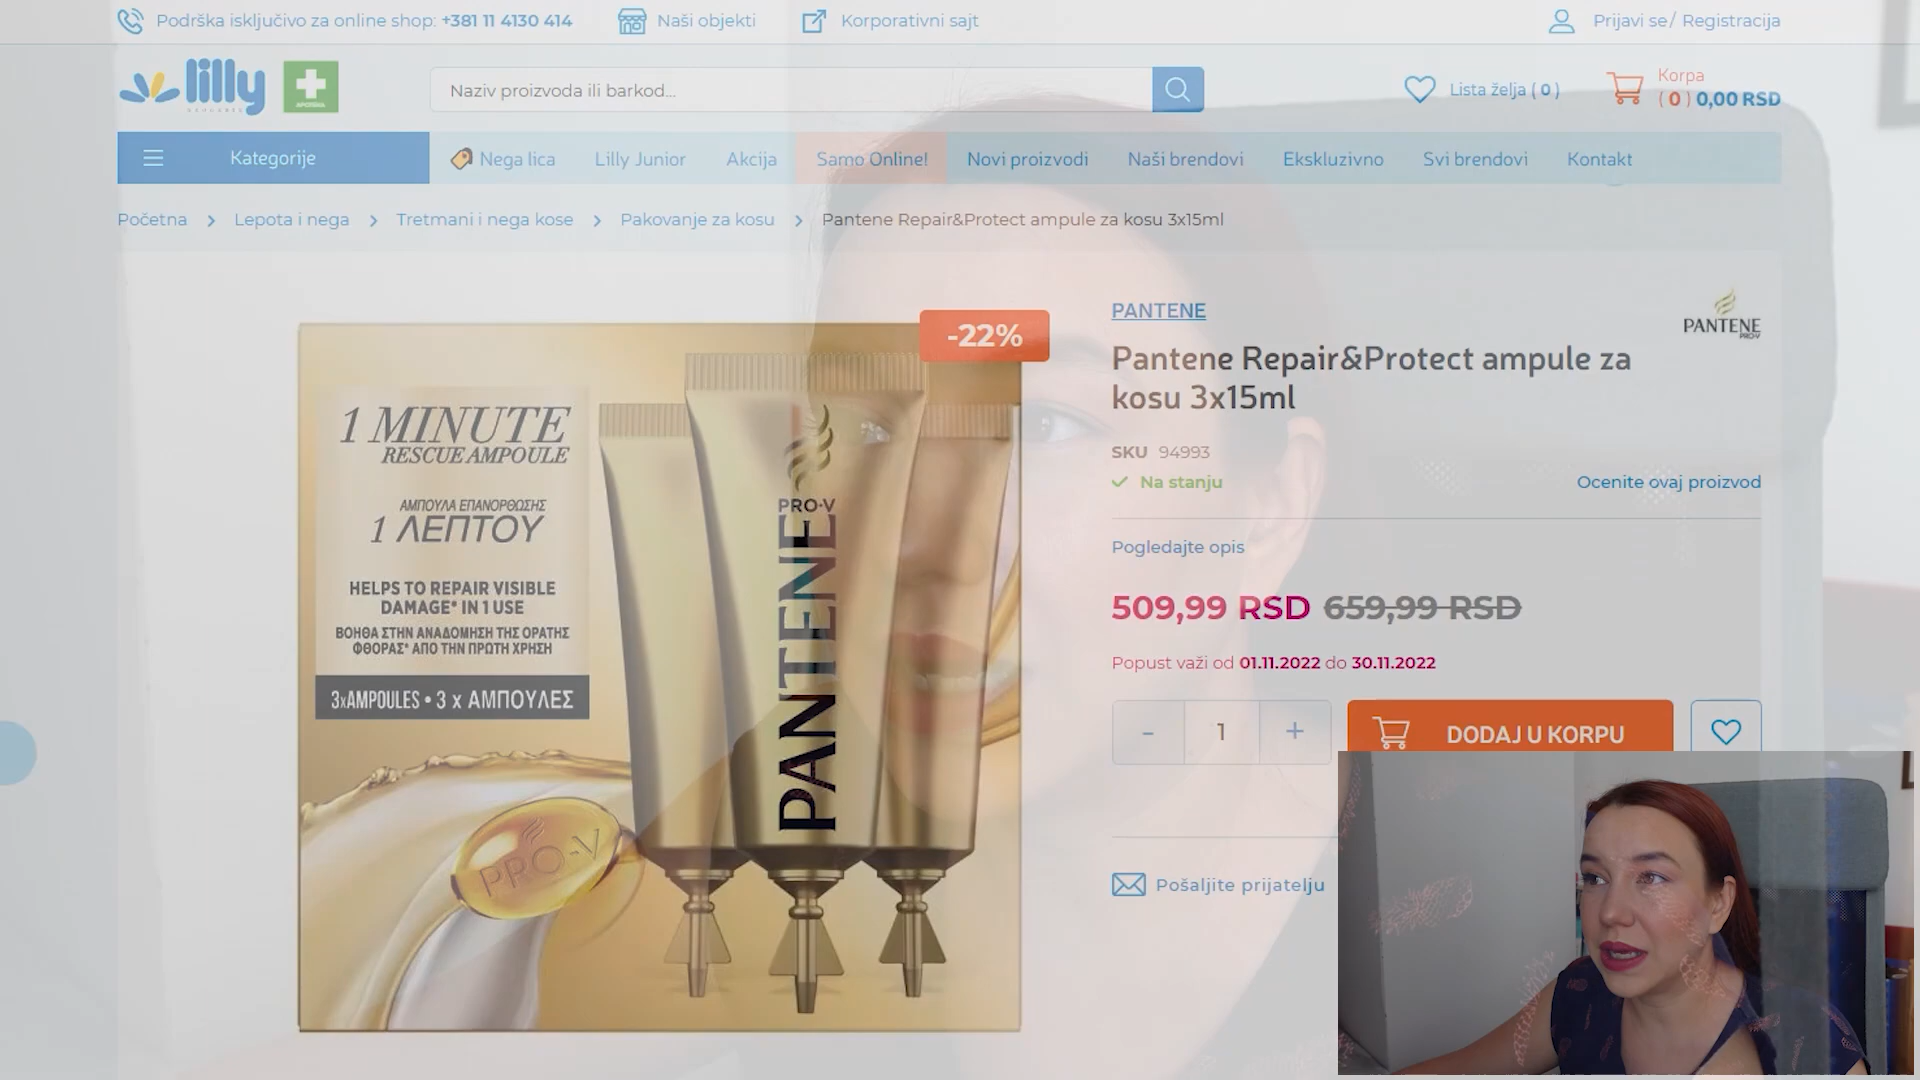 Podrška isključivo za online shop: +381 11 4130 414
Naši objekti
Korporativni sajt
Prijavi se / Registracija
lilly
APOTEKA
Naziv proizvoda ili barkod...
Lista želja ( 0 )
Korpa
( 0 ) 0,00 RSD
Kategorije
Nega lica
Lilly Junior
Akcija
Samo Online!
Novi proizvodi
Naši brendovi
Ekskluzivno
Svi brendovi
Kontakt
Početna > Lepota i nega > Tretmani i nega kose > Pakovanje za kosu > Pantene Repair&Protect ampule za kosu 3x15ml
-22%
1 MINUTE
RESCUE AMPOULE
ΑΜΠΟΥΛΑ ΕΠΑΝΟΡΘΩΣΗΣ
1 ΛΕΠΤΟΥ
HELPS TO REPAIR VISIBLE
DAMAGE* IN 1 USE
ΒΟΗΘΑ ΣΤΗΝ ΑΝΑΔΟΜΗΣΗ ΤΗΣ ΟΡΑΤΗΣ
ΦΘΟΡΑΣ* ΑΠΟ ΤΗΝ ΠΡΩΤΗ ΧΡΗΣΗ
3xAMPOULES • 3 x ΑΜΠΟΥΛΕΣ
PRO-V
PANTENE
PRO-V
PANTENE
PANTENE
PRO-V
Pantene Repair&Protect ampule za
kosu 3x15ml
SKU 94993
Na stanju
Ocenite ovaj proizvod
Pogledajte opis
509,99 RSD 659,99 RSD
Popust važi od 01.11.2022 do 30.11.2022
- 1 +
DODAJ U KORPU
Pošaljite prijatelju